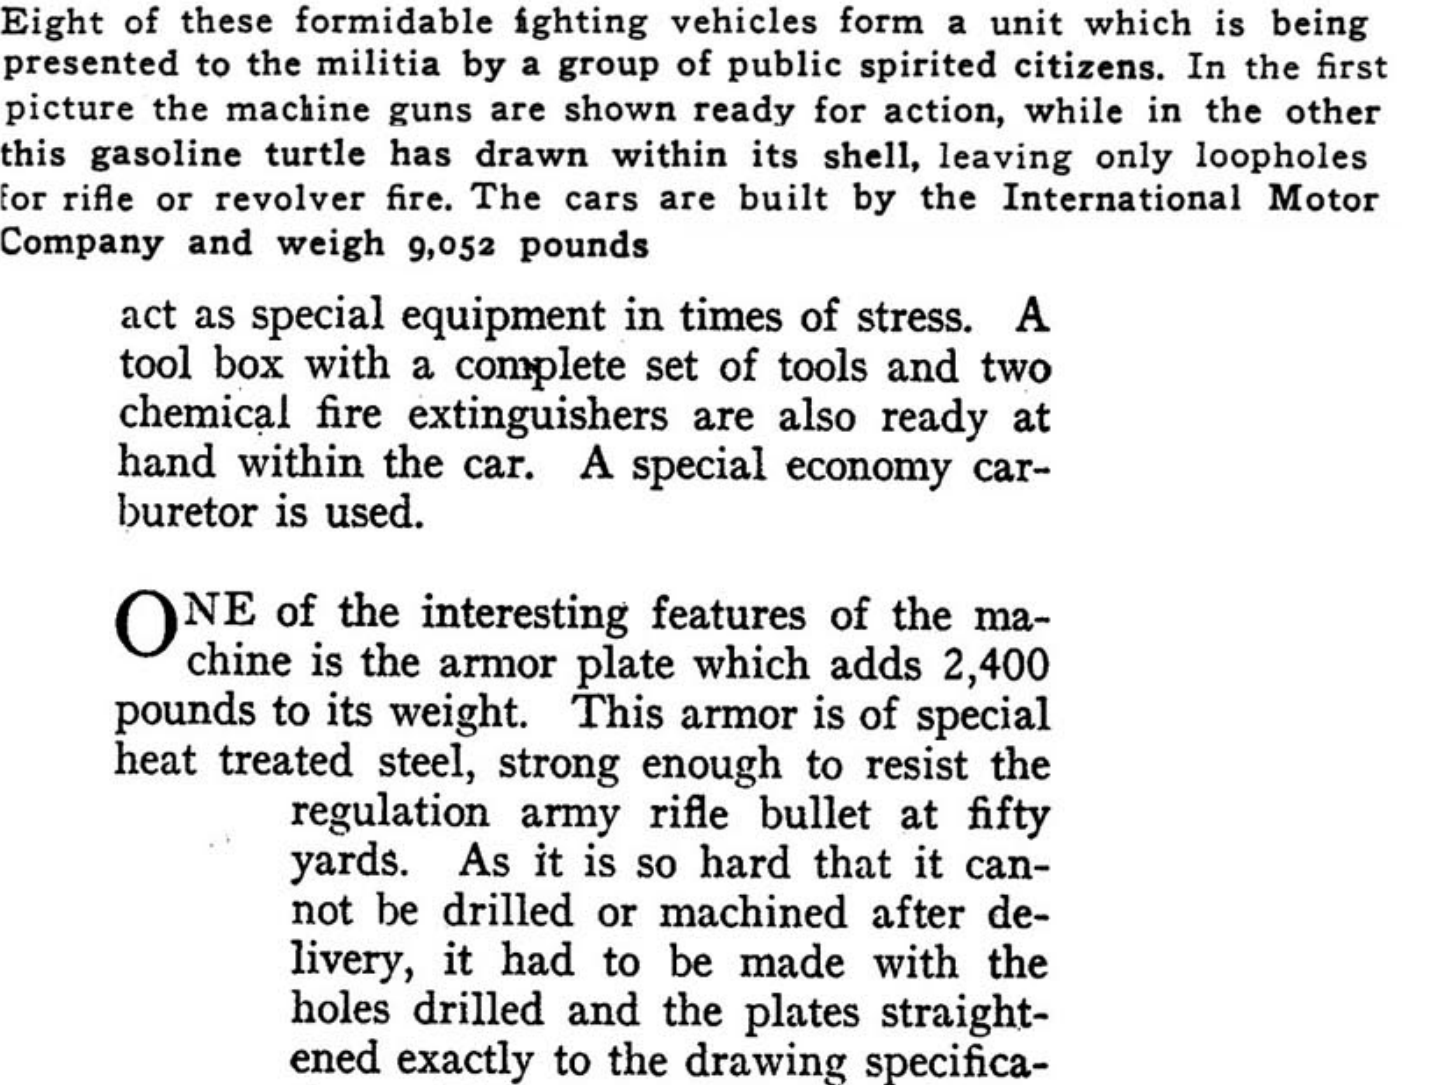 Eight of these formidable fighting vehicles form a unit which is being
presented to the militia by a group of public spirited citizens. In the first
picture the machine guns are shown ready for action, while in the other
this gasoline turtle has drawn within its shell, leaving only loopholes
for rifle or revolver fire. The cars are built by the International Motor
Company and weigh 9,052 pounds
act as special equipment in times of stress. A
tool box with a complete set of tools and two
chemical fire extinguishers are also ready at
hand within the car. A special economy car-
buretor is used.
ONE of the interesting features of the ma-
chine is the armor plate which adds 2,400
pounds to its weight. This armor is of special
heat treated steel, strong enough to resist the
regulation army rifle bullet at fifty
yards. As it is so hard that it can-
not be drilled or machined after de-
livery, it had to be made with the
holes drilled and the plates straight-
ened exactly to the drawing specifica-